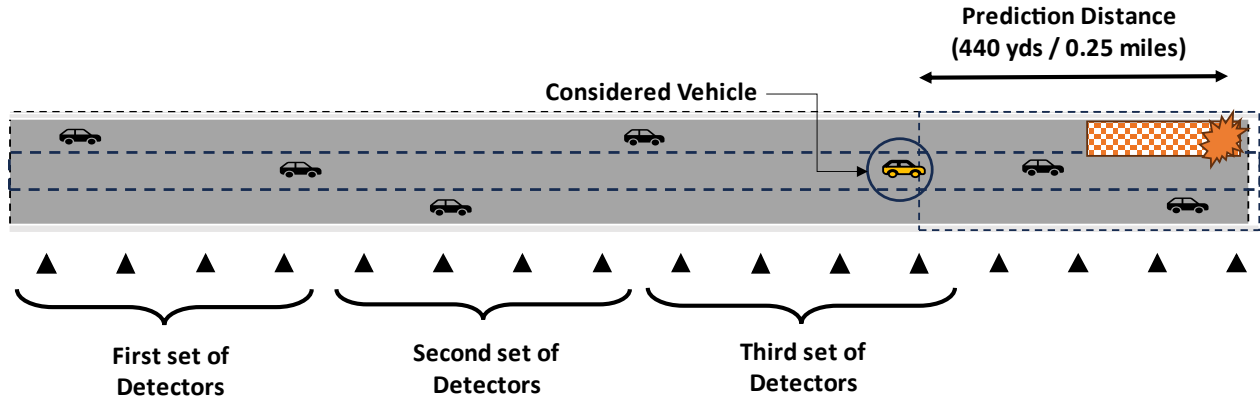 Prediction Distance
(440 yds / 0.25 miles)
Considered Vehicle
First set of
Detectors
Second set of
Detectors
Third set of
Detectors